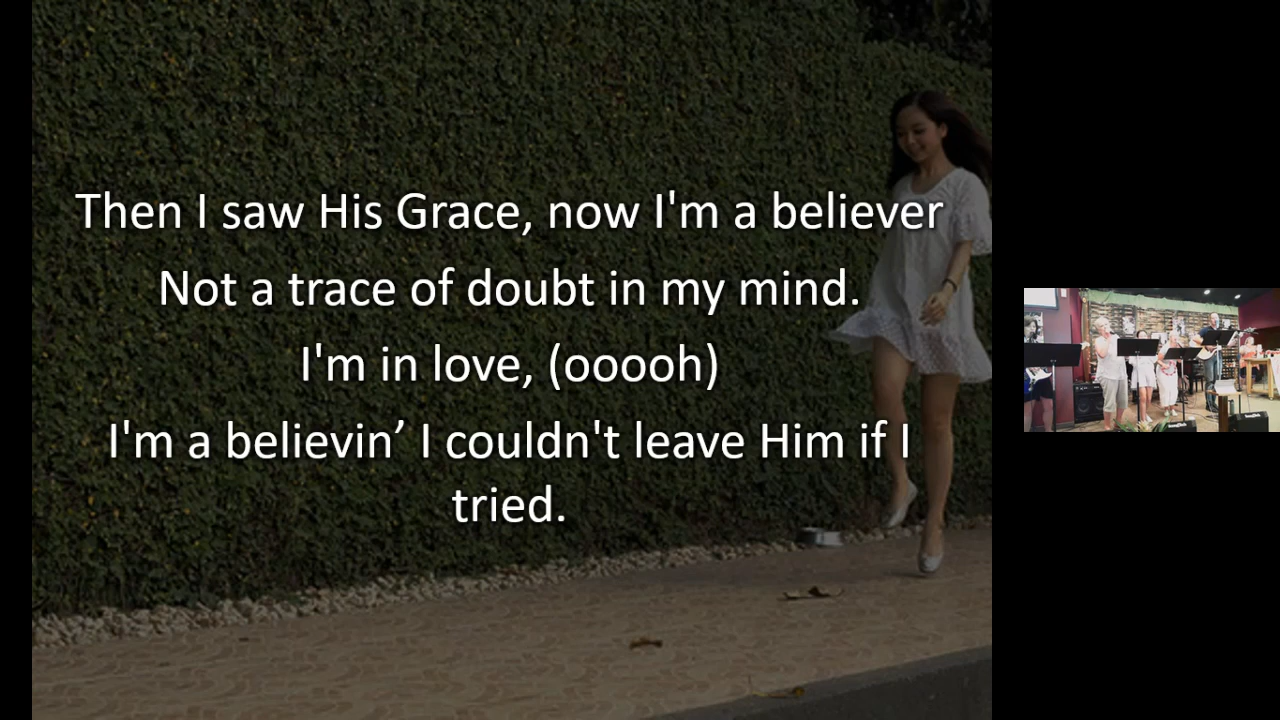 Then I saw His Grace, now I'm a believer
Not a trace of doubt in my mind.
I'm in love, (ooooh)
I'm a believin’ I couldn't leave Him if I
tried.